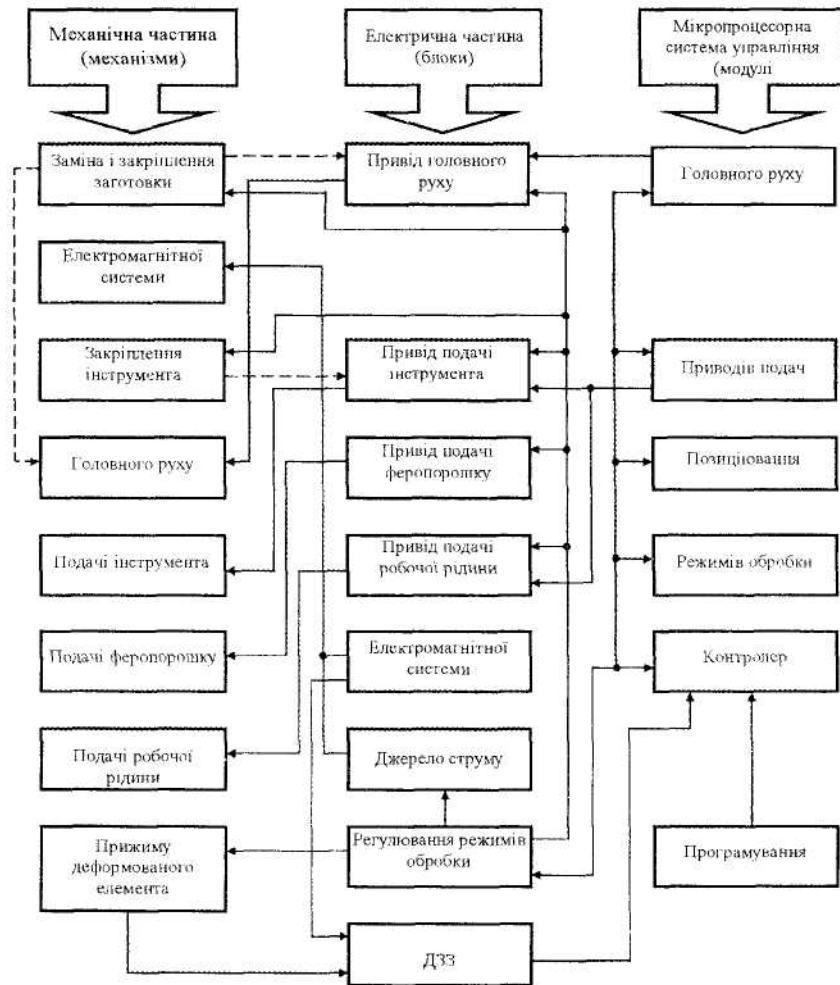 Механічна частина
(механізми)
Електрична частина
(блоки)
Мікропроцесорна
система управління
(модулі
Заміна і закріплення
заготовки
Привід головного
руху
Головного руху
Електромагнітної
системи
Закріплення
інструмента
Привід подачі
інструмента
Приводів подач
Головного руху
Привід подачі
феропорошку
Позиціювання
Подачі інструмента
Привід подачі
робочої рідини
Режимів обробки
Подачі феропорошку
Електромагнітної
системи
Контролер
Подачі робочої
рідини
Джерело струму
Прижиму
деформованого
елемента
Регулювання режимів
обробки
Програмування
ДЗЗ